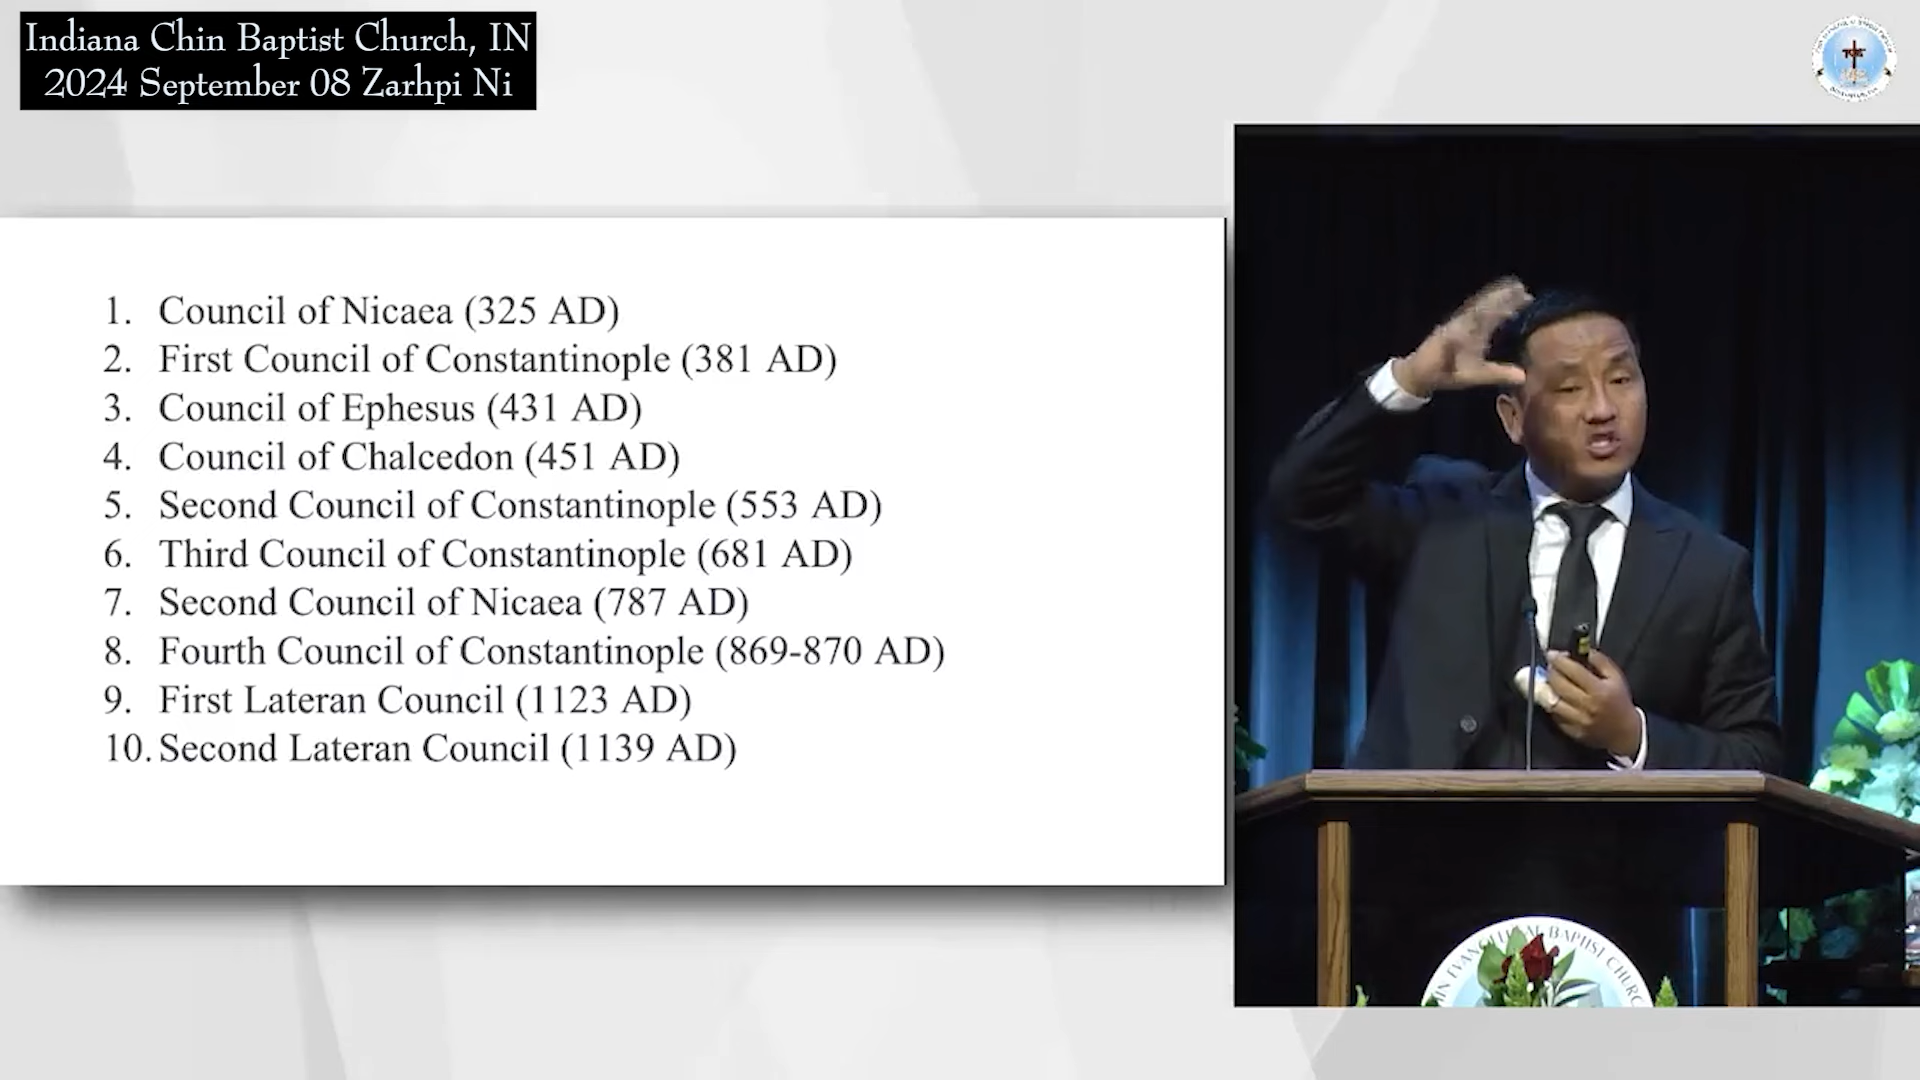 Indiana Chin Baptist Church, IN
2024 September 08 Zarhpi Ni
1. Council of Nicaea (325 AD)
2. First Council of Constantinople (381 AD)
3. Council of Ephesus (431 AD)
4. Council of Chalcedon (451 AD)
5. Second Council of Constantinople (553 AD)
6. Third Council of Constantinople (681 AD)
7. Second Council of Nicaea (787 AD)
8. Fourth Council of Constantinople (869-870 AD)
9. First Lateran Council (1123 AD)
10. Second Lateran Council (1139 AD)
BAPTIST CHURC